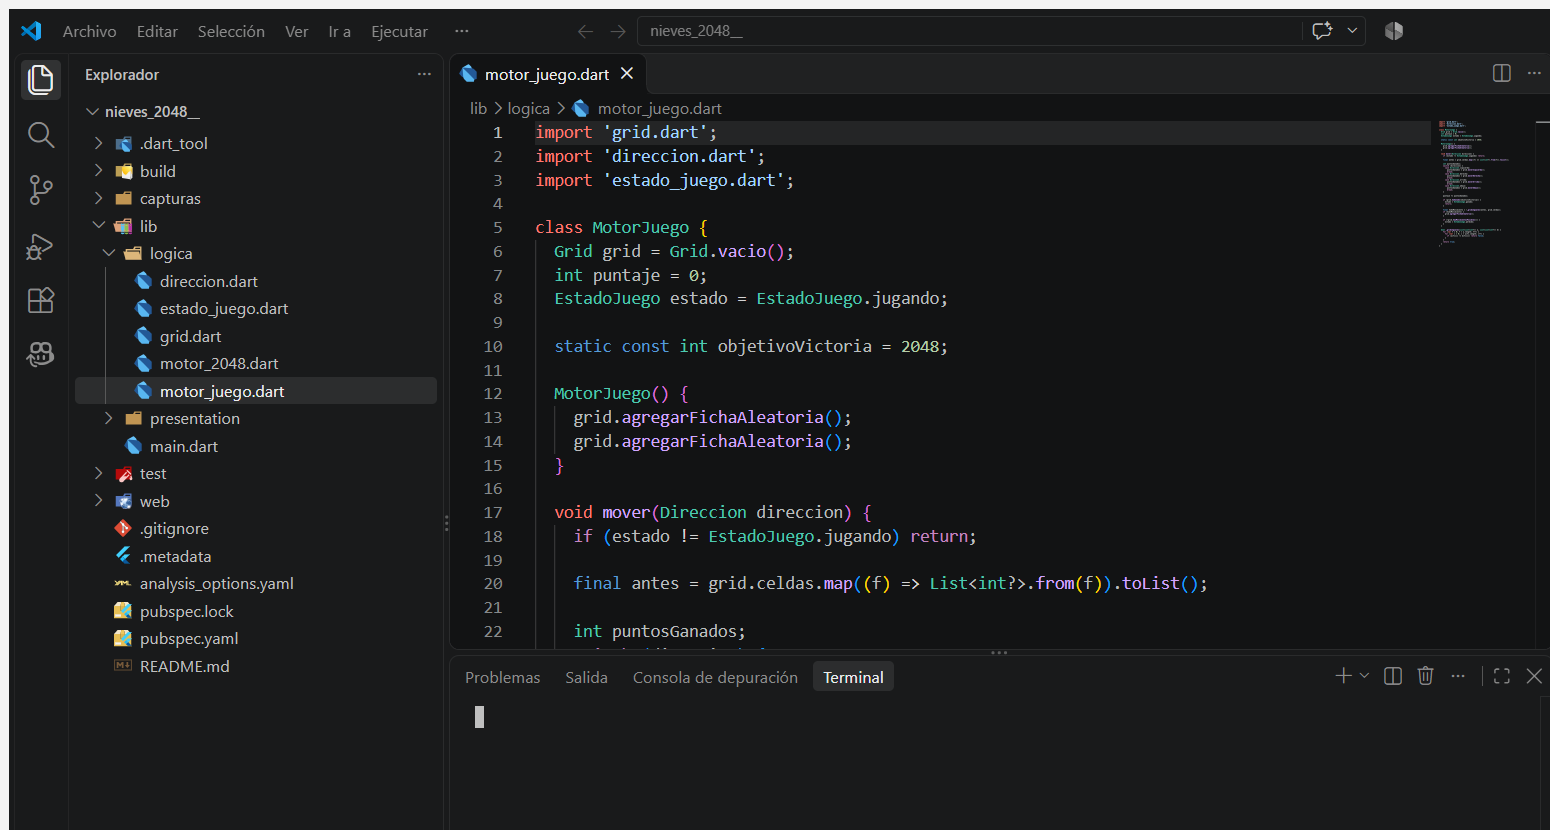 Archivo Editar Selección Ver Ir a Ejecutar ··· nieves_2048__
Explorador ···
nieves_2048__
.dart_tool
build
capturas
lib
logica
direccion.dart
estado_juego.dart
grid.dart
motor_2048.dart
motor_juego.dart
presentation
main.dart
test
web
.gitignore
.metadata
analysis_options.yaml
pubspec.lock
pubspec.yaml
README.md
motor_juego.dart
lib > logica > motor_juego.dart
1 import 'grid.dart';
2 import 'direccion.dart';
3 import 'estado_juego.dart';
4
5 class MotorJuego {
6 Grid grid = Grid.vacio();
7 int puntaje = 0;
8 EstadoJuego estado = EstadoJuego.jugando;
9
10 static const int objetivoVictoria = 2048;
11
12 MotorJuego() {
13 grid.agregarFichaAleatoria();
14 grid.agregarFichaAleatoria();
15 }
16
17 void mover(Direccion direccion) {
18 if (estado != EstadoJuego.jugando) return;
19
20 final antes = grid.celdas.map((f) => List<int?>.from(f)).toList();
21
22 int puntosGanados;
Problemas Salida Consola de depuración Terminal